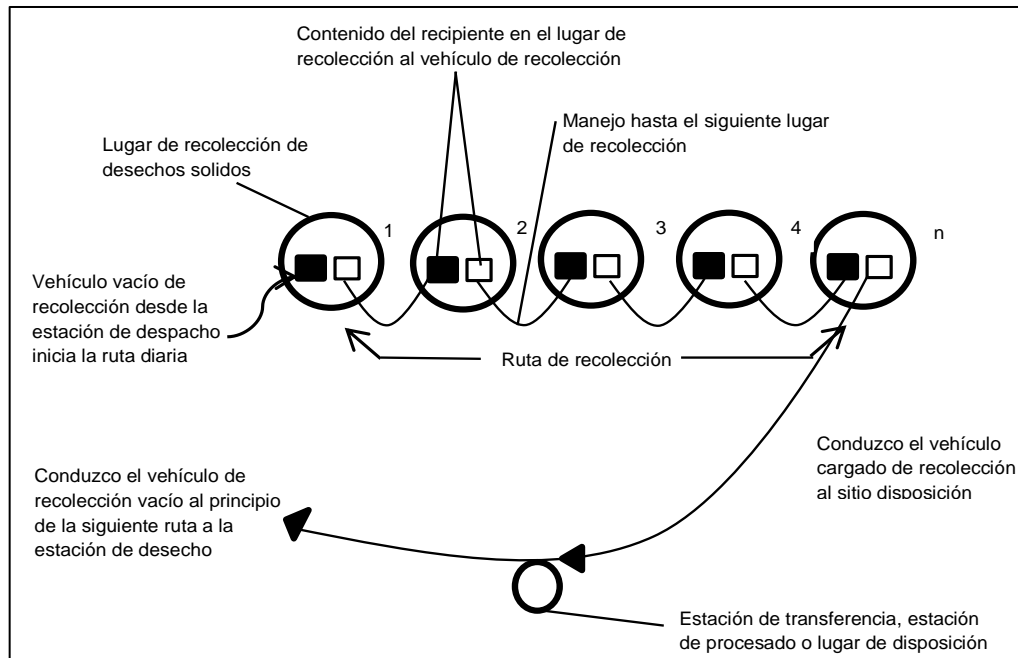 Contenido del recipiente en el lugar de
recolección al vehículo de recolección
Manejo hasta el siguiente lugar
de recolección
Lugar de recolección de
desechos solidos
1
2
3
4
n
Vehículo vacío de
recolección desde la
estación de despacho
inicia la ruta diaria
Ruta de recolección
Conduzco el vehículo
cargado de recolección
al sitio disposición
Conduzco el vehículo de
recolección vacío al principio
de la siguiente ruta a la
estación de desecho
Estación de transferencia, estación
de procesado o lugar de disposición